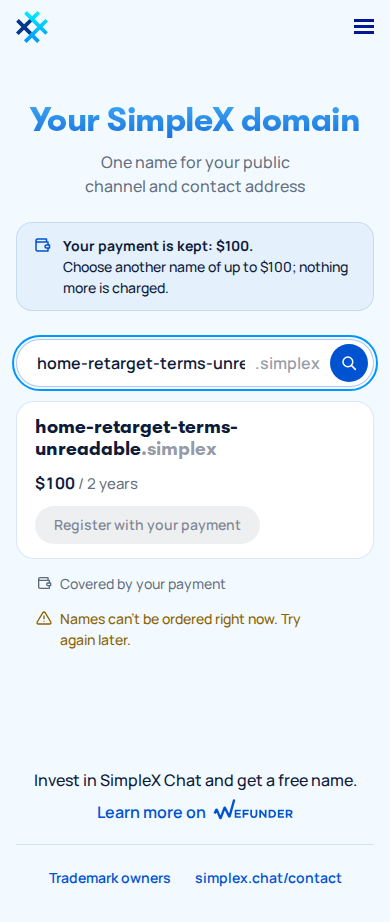 Your SimpleX domain
One name for your public
channel and contact address
Your payment is kept: $100.
Choose another name of up to $100; nothing
more is charged.
home-retarget-terms-unre .simplex
home-retarget-terms-
unreadable.simplex
$100 / 2 years
Register with your payment
Covered by your payment
Names can't be ordered right now. Try
again later.
Invest in SimpleX Chat and get a free name.
Learn more on WEFUNDER
Trademark owners simplex.chat/contact